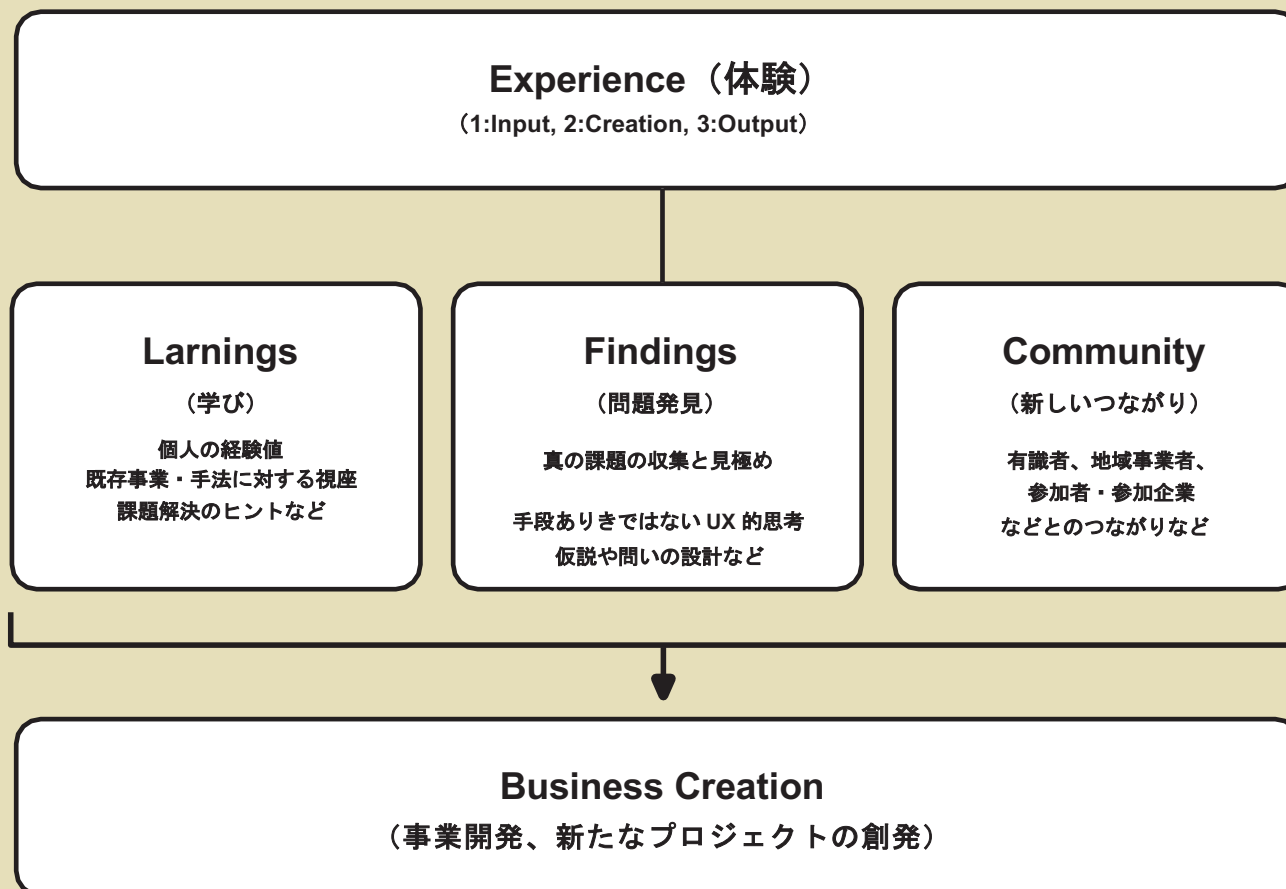 Experience（体験）
（1:Input, 2:Creation, 3:Output）
Larnings
（学び）
個人の経験値
既存事業・手法に対する視座
課題解決のヒントなど
Findings
（問題発見）
真の課題の収集と見極め
手段ありきではない UX 的思考
仮説や問いの設計など
Community
（新しいつながり）
有識者、地域事業者、
参加者・参加企業
などとのつながりなど
Business Creation
（事業開発、新たなプロジェクトの創発）